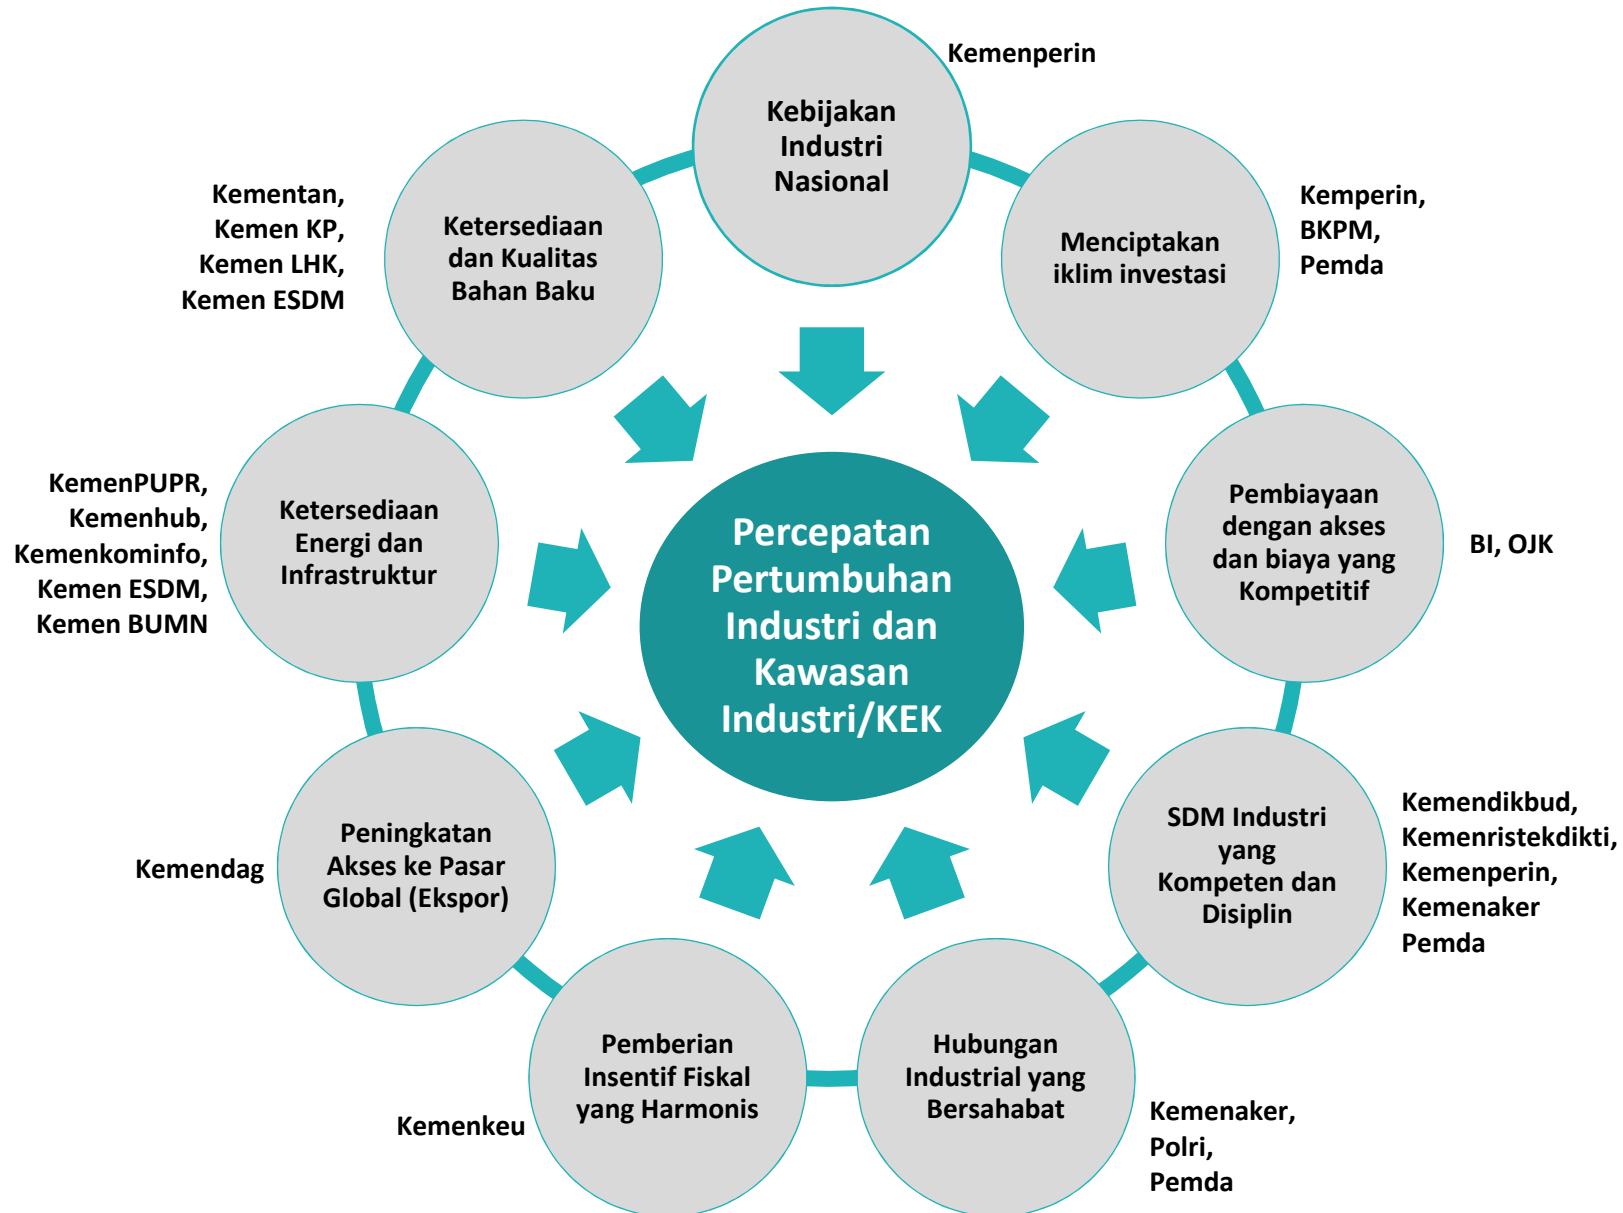 Kemenperin
Kebijakan
Industri
Nasional
Kemperin,
BKPM,
Pemda
Menciptakan
iklim investasi
Pembiayaan
dengan akses
dan biaya yang
Kompetitif
BI, OJK
SDM Industri
yang
Kompeten dan
Disiplin
Kemendikbud,
Kemenristekdikti,
Kemenperin,
Kemenaker
Pemda
Hubungan
Industrial yang
Bersahabat
Kemenaker,
Polri,
Pemda
Pemberian
Insentif Fiskal
yang Harmonis
Kemenkeu
Peningkatan
Akses ke Pasar
Global (Ekspor)
Kemendag
Ketersediaan
Energi dan
Infrastruktur
KemenPUPR,
Kemenhub,
Kemenkominfo,
Kemen ESDM,
Kemen BUMN
Ketersediaan
dan Kualitas
Bahan Baku
Kementan,
Kemen KP,
Kemen LHK,
Kemen ESDM
Percepatan
Pertumbuhan
Industri dan
Kawasan
Industri/KEK